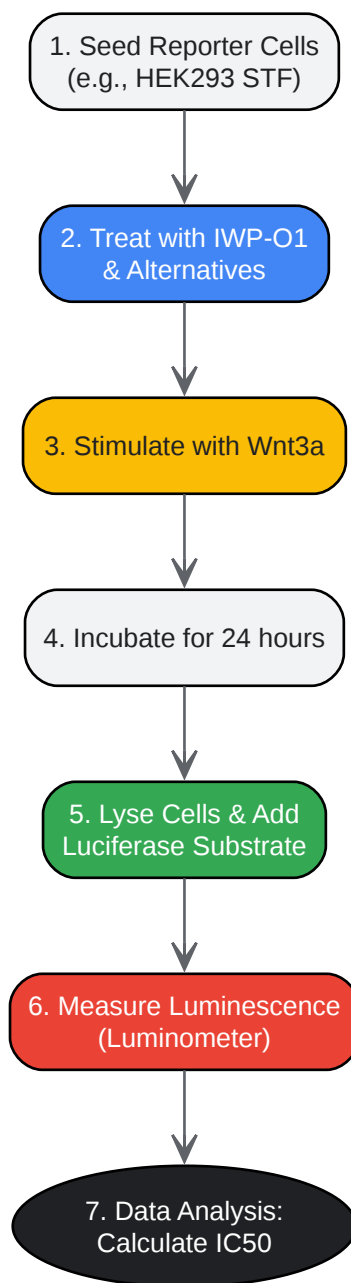 1. Seed Reporter Cells
(e.g., HEK293 STF)
2. Treat with IWP-O1
& Alternatives
3. Stimulate with Wnt3a
4. Incubate for 24 hours
5. Lyse Cells & Add
Luciferase Substrate
6. Measure Luminescence
(Luminometer)
7. Data Analysis:
Calculate IC50